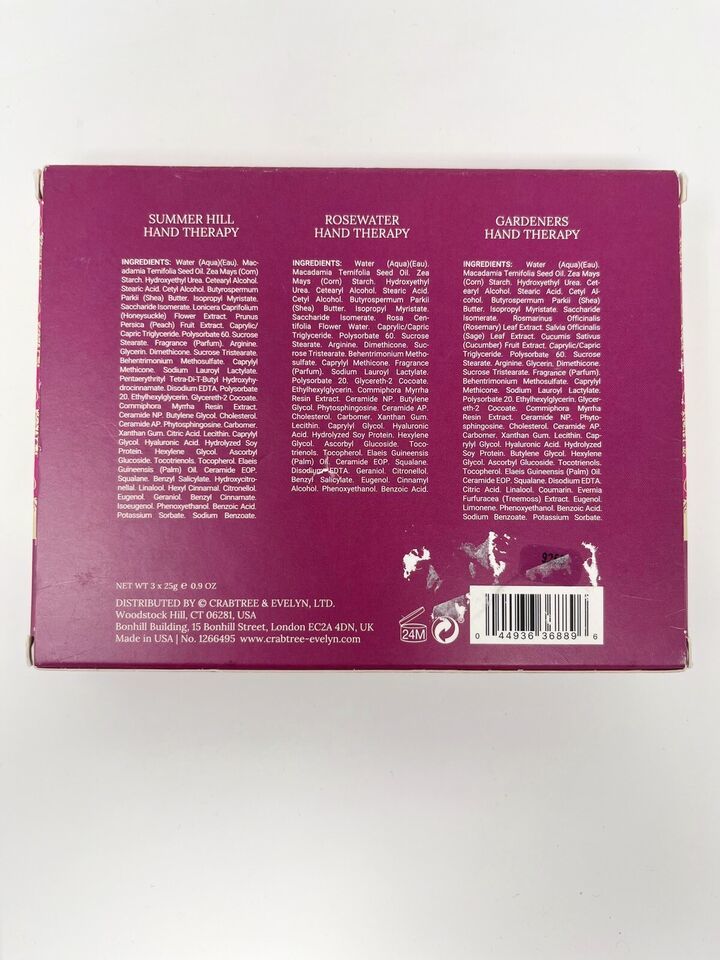 SUMMER HILL
HAND THERAPY
INGREDIENTS: Water (Aqua)(Eau). Mac-
adamia Ternifolia Seed Oil. Zea Mays (Corn)
Starch. Hydroxyethyl Urea. Cetearyl Alcohol.
Stearic Acid. Cetyl Alcohol. Butyrospermum
Parkii (Shea) Butter. Isopropyl Myristate.
Saccharide Isomerate. Lonicera Caprifolium
(Honeysuckle) Flower Extract. Prunus
Persica (Peach) Fruit Extract. Caprylic/
Capric Triglyceride. Polysorbate 60. Sucrose
Stearate. Fragrance (Parfum). Arginine.
Glycerin. Dimethicone. Sucrose Tristearate.
Behentrimonium Methosulfate. Caprylyl
Methicone. Sodium Lauroyl Lactylate.
Pentaerythrityl Tetra-Di-T-Butyl Hydroxyhy-
drocinnamate. Disodium EDTA. Polysorbate
20. Ethylhexylglycerin. Glycereth-2 Cocoate.
Commiphora Myrrha Resin Extract.
Ceramide NP. Butylene Glycol. Cholesterol.
Ceramide AP. Phytosphingosine. Carbomer.
Xanthan Gum. Citric Acid. Lecithin. Caprylyl
Glycol. Hyaluronic Acid. Hydrolyzed Soy
Protein. Hexylene Glycol. Ascorbyl
Glucoside. Tocotrienols. Tocopherol. Elaeis
Guineensis (Palm) Oil. Ceramide EOP.
Squalane. Benzyl Salicylate. Hydroxycitro-
nellal. Linalool. Hexyl Cinnamal. Citronellol.
Eugenol. Geraniol. Benzyl Cinnamate.
Isoeugenol. Phenoxyethanol. Benzoic Acid.
Potassium Sorbate. Sodium Benzoate.
ROSEWATER
HAND THERAPY
INGREDIENTS: Water (Aqua)(Eau).
Macadamia Ternifolia Seed Oil. Zea
Mays (Corn) Starch. Hydroxyethyl
Urea. Cetearyl Alcohol. Stearic Acid.
Cetyl Alcohol. Butyrospermum Parkii
(Shea) Butter. Isopropyl Myristate.
Saccharide Isomerate. Rosa Cen-
tifolia Flower Water. Caprylic/Capric
Triglyceride. Polysorbate 60. Sucrose
Stearate. Arginine. Dimethicone. Suc-
rose Tristearate. Behentrimonium Metho-
sulfate. Caprylyl Methicone. Fragrance
(Parfum). Sodium Lauroyl Lactylate.
Polysorbate 20. Glycereth-2 Cocoate.
Ethylhexylglycerin. Commiphora Myrrha
Resin Extract. Ceramide NP. Butylene
Glycol. Phytosphingosine. Ceramide AP.
Cholesterol. Carbomer. Xanthan Gum.
Lecithin. Caprylyl Glycol. Hyaluronic
Acid. Hydrolyzed Soy Protein. Hexylene
Glycol. Ascorbyl Glucoside. Toco-
trienols. Tocopherol. Elaeis Guineensis
(Palm) Oil. Ceramide EOP. Squalane.
Disodium EDTA. Geraniol. Citronellol.
Benzyl Salicylate. Eugenol. Cinnamyl
Alcohol. Phenoxyethanol. Benzoic Acid.
GARDENERS
HAND THERAPY
INGREDIENTS: Water (Aqua)(Eau).
Macadamia Ternifolia Seed Oil. Zea Mays
(Corn) Starch. Hydroxyethyl Urea. Cet-
earyl Alcohol. Stearic Acid. Cetyl Al-
cohol. Butyrospermum Parkii (Shea)
Butter. Isopropyl Myristate. Saccharide
Isomerate. Rosmarinus Officinalis
(Rosemary) Leaf Extract. Salvia Officinalis
(Sage) Leaf Extract. Cucumis Sativus
(Cucumber) Fruit Extract. Caprylic/Capric
Triglyceride. Polysorbate 60. Sucrose
Stearate. Arginine. Glycerin. Dimethicone.
Sucrose Tristearate. Fragrance (Parfum).
Behentrimonium Methosulfate. Caprylyl
Methicone. Sodium Lauroyl Lactylate.
Polysorbate 20. Ethylhexylglycerin. Glycer-
eth-2 Cocoate. Commiphora Myrrha
Resin Extract. Ceramide NP. Phyto-
sphingosine. Cholesterol. Ceramide AP.
Carbomer. Xanthan Gum. Lecithin. Cap-
rylyl Glycol. Hyaluronic Acid. Hydrolyzed
Soy Protein. Butylene Glycol. Hexylene
Glycol. Ascorbyl Glucoside. Tocotrienols.
Tocopherol. Elaeis Guineensis (Palm) Oil.
Ceramide EOP. Squalane. Disodium EDTA.
Citric Acid. Linalool. Coumarin. Evernia
Furfuracea (Treemoss) Extract. Eugenol.
Limonene. Phenoxyethanol. Benzoic Acid.
Sodium Benzoate. Potassium Sorbate.
NET WT 3 x 25g e 0.9 OZ
DISTRIBUTED BY © CRABTREE & EVELYN, LTD.
Woodstock Hill, CT 06281, USA
Bonhill Building, 15 Bonhill Street, London EC2A 4DN, UK
Made in USA | No. 1266495 www.crabtree-evelyn.com
24M
0 44936 36889 6